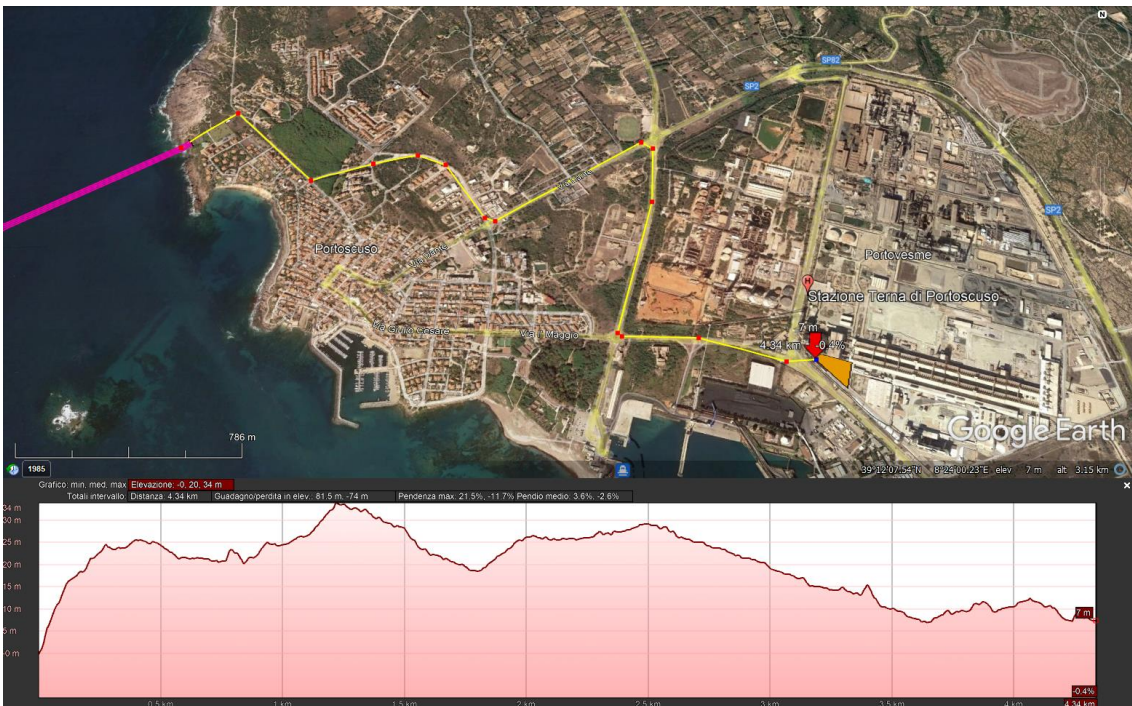 N
SP82
SP2
Via Dante
SP2
Portovesme
Portoscuso
Via Dante
H
Stazione Terna di Portoscuso
7 m
4.34 km -0.4%
Via Giulio Cesare
Via I Maggio
786 m
Google Earth
1985
39°12'07.54"N 8°24'00.23"E elev 7 m alt 3.15 km
Grafico: min, med, max Elevazione: -0, 20, 34 m
Totali intervallo: Distanza: 4.34 km Guadagno/perdita in elev.: 81.5 m, -74 m Pendenza max: 21.5%, -11.7% Pendio medio: 3.6%, -2.6%
34 m
30 m
25 m
20 m
15 m
10 m
7 m
5 m
-0 m
-0.4%
0.5 km 1 km 1.5 km 2 km 2.5 km 3 km 3.5 km 4 km 4.34 km